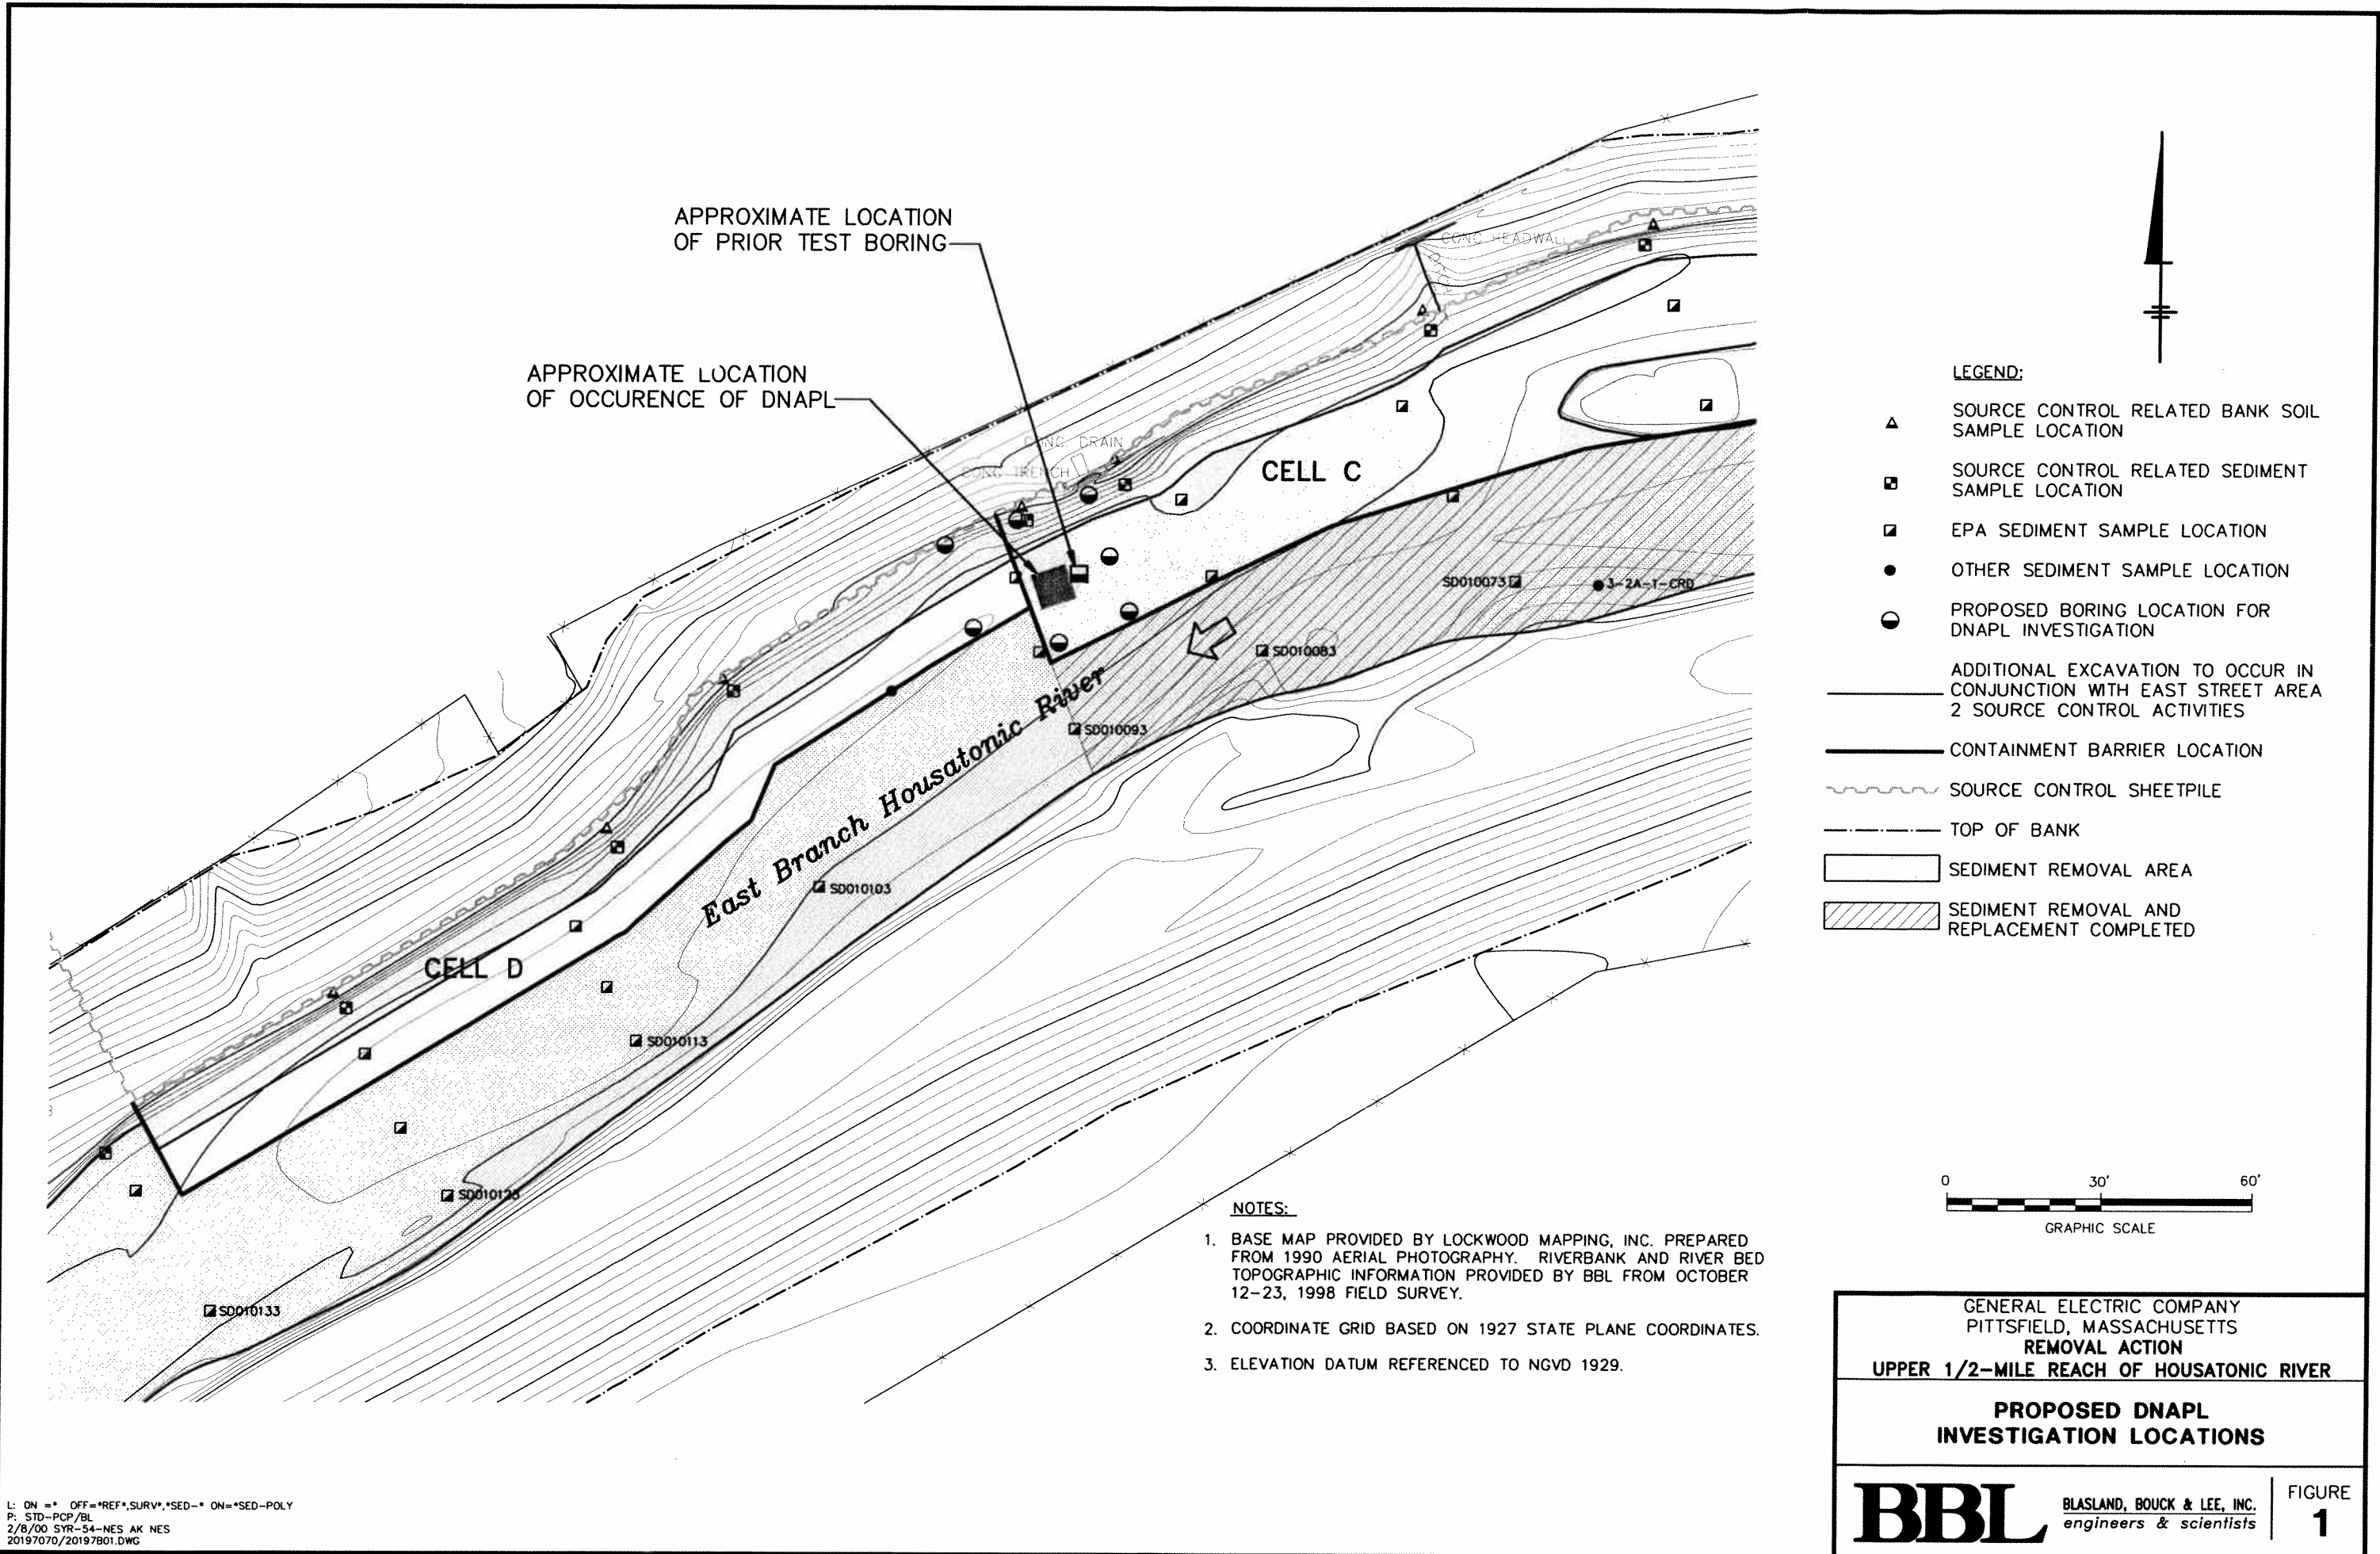 APPROXIMATE LOCATION
OF PRIOR TEST BORING
APPROXIMATE LOCATION
OF OCCURENCE OF DNAPL
CONC HEADWALL
CONC. DRAIN
CONC TRENCH
CELL C
SD010073
3-2A-T-CRD
SD010083
SD010093
East Branch Housatonic River
SD010103
CELL D
SD010113
SD010123
SD010133
LEGEND:
SOURCE CONTROL RELATED BANK SOIL
SAMPLE LOCATION
SOURCE CONTROL RELATED SEDIMENT
SAMPLE LOCATION
EPA SEDIMENT SAMPLE LOCATION
OTHER SEDIMENT SAMPLE LOCATION
PROPOSED BORING LOCATION FOR
DNAPL INVESTIGATION
ADDITIONAL EXCAVATION TO OCCUR IN
CONJUNCTION WITH EAST STREET AREA
2 SOURCE CONTROL ACTIVITIES
CONTAINMENT BARRIER LOCATION
SOURCE CONTROL SHEETPILE
TOP OF BANK
SEDIMENT REMOVAL AREA
SEDIMENT REMOVAL AND
REPLACEMENT COMPLETED
0 30' 60'
GRAPHIC SCALE
NOTES:
1. BASE MAP PROVIDED BY LOCKWOOD MAPPING, INC. PREPARED
FROM 1990 AERIAL PHOTOGRAPHY. RIVERBANK AND RIVER BED
TOPOGRAPHIC INFORMATION PROVIDED BY BBL FROM OCTOBER
12-23, 1998 FIELD SURVEY.
2. COORDINATE GRID BASED ON 1927 STATE PLANE COORDINATES.
3. ELEVATION DATUM REFERENCED TO NGVD 1929.
GENERAL ELECTRIC COMPANY
PITTSFIELD, MASSACHUSETTS
REMOVAL ACTION
UPPER 1/2-MILE REACH OF HOUSATONIC RIVER
PROPOSED DNAPL
INVESTIGATION LOCATIONS
BBL
BLASLAND, BOUCK & LEE, INC.
engineers & scientists
FIGURE
1
L: ON =* OFF=*REF*,SURV*,*SED-* ON=*SED-POLY
P: STD-PCP/BL
2/8/00 SYR-54-NES AK NES
20197070/20197B01.DWG